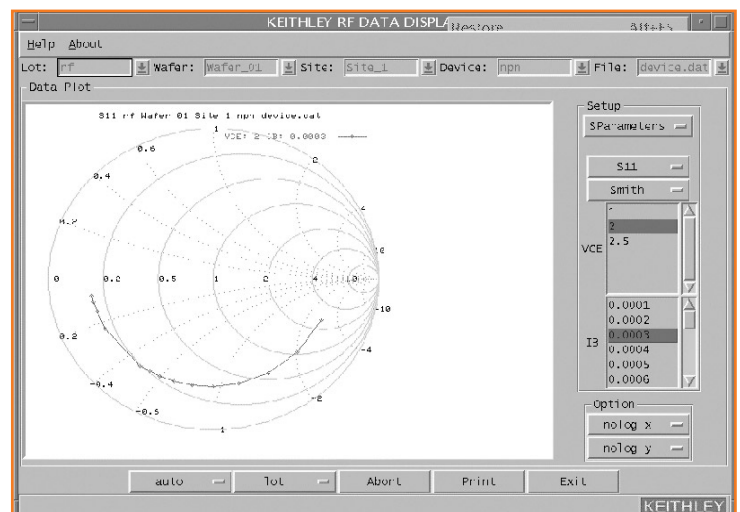 KEITHLEY RF DATA DISPLA
Restore
Help About
Lot: rf Wafer: Wafer_01 Site: Site_1 Device: npn File: device.dat
Data Plot
S11 rf Wafer 01 Site 1 npn device.dat
VCE: 2 IB: 0.0003
1
0.6
2
0.4
4
0.2
10
0 0.2 0.5 1 2 4 10
-10
0.2
-4
-0.4
-0.5
-2
1
Setup
SParameters
S11
Smith
VCE
2
2.5
IB
0.0001
0.0002
0.0003
0.0004
0.0005
0.0006
Option
nolog x
nolog y
auto lot Abort Print Exit
KEITHLEY